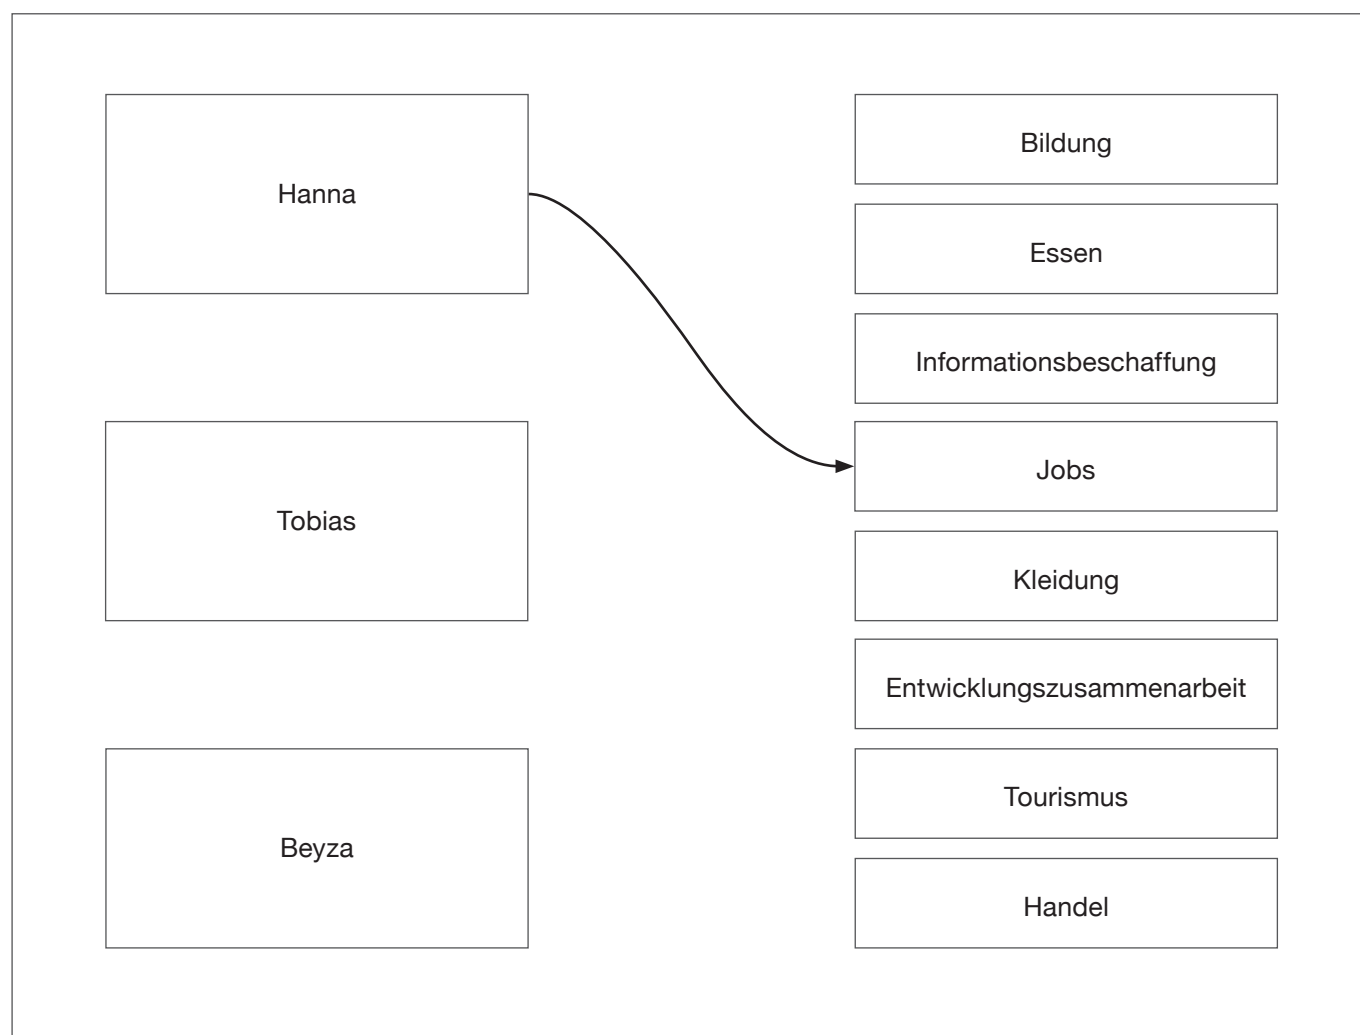 Hanna
Tobias
Beyza
Bildung
Essen
Informationsbeschaffung
Jobs
Kleidung
Entwicklungszusammenarbeit
Tourismus
Handel